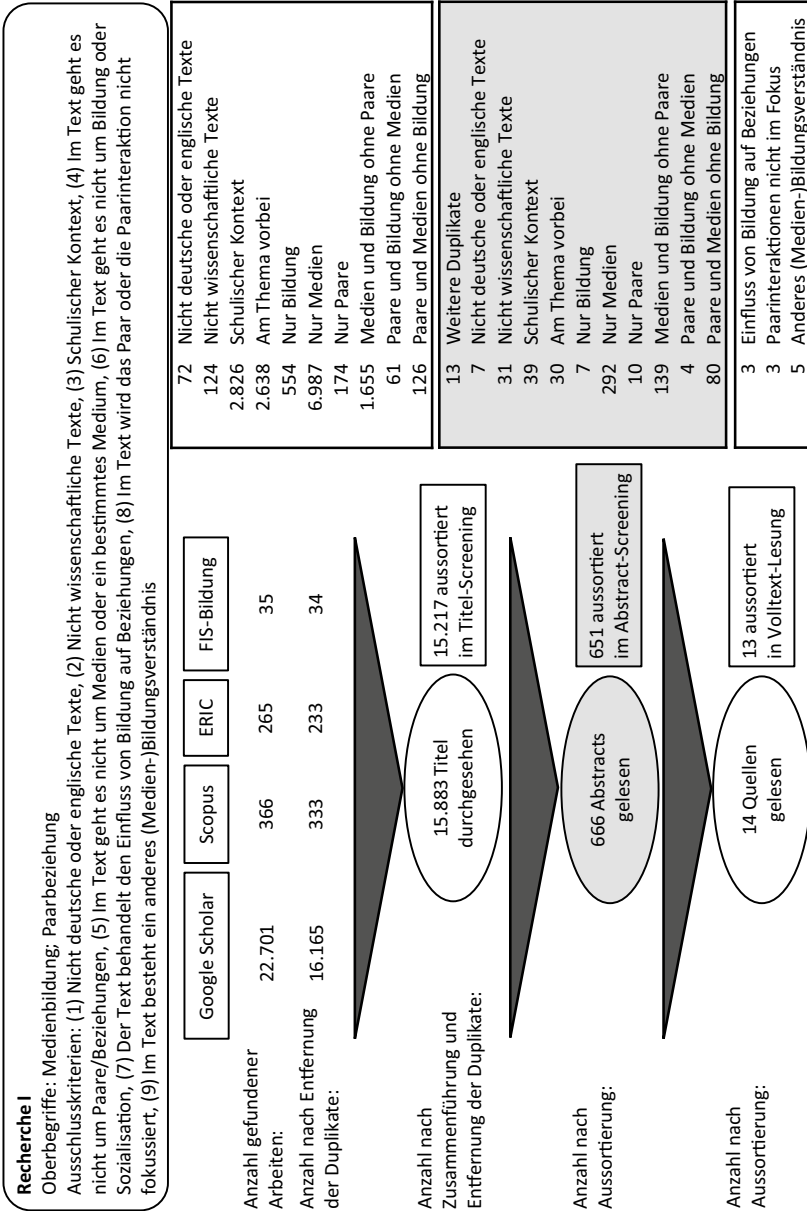 Recherche I
Oberbegriffe: Medienbildung; Paarbeziehung
Ausschlusskriterien: (1) Nicht deutsche oder englische Texte, (2) Nicht wissenschaftliche Texte, (3) Schulischer Kontext, (4) Im Text geht es
nicht um Paare/Beziehungen, (5) Im Text geht es nicht um Medien oder ein bestimmtes Medium, (6) Im Text geht es nicht um Bildung oder
Sozialisation, (7) Der Text behandelt den Einfluss von Bildung auf Beziehungen, (8) Im Text wird das Paar oder die Paarinteraktion nicht
fokussiert, (9) Im Text besteht ein anderes (Medien-)Bildungsverständnis
Google Scholar
Scopus
ERIC
FIS-Bildung
Anzahl gefundener
Arbeiten:
22.701
366
265
35
Anzahl nach Entfernung
der Duplikate:
16.165
333
233
34
72 Nicht deutsche oder englische Texte
124 Nicht wissenschaftliche Texte
2.826 Schulischer Kontext
2.638 Am Thema vorbei
554 Nur Bildung
6.987 Nur Medien
174 Nur Paare
1.655 Medien und Bildung ohne Paare
61 Paare und Bildung ohne Medien
126 Paare und Medien ohne Bildung
Anzahl nach
Zusammenführung und
Entfernung der Duplikate:
15.883 Titel
durchgesehen
15.217 aussortiert
im Titel-Screening
13 Weitere Duplikate
7 Nicht deutsche oder englische Texte
31 Nicht wissenschaftliche Texte
39 Schulischer Kontext
30 Am Thema vorbei
7 Nur Bildung
292 Nur Medien
10 Nur Paare
139 Medien und Bildung ohne Paare
4 Paare und Bildung ohne Medien
80 Paare und Medien ohne Bildung
Anzahl nach
Aussortierung:
666 Abstracts
gelesen
651 aussortiert
im Abstract-Screening
Anzahl nach
Aussortierung:
14 Quellen
gelesen
13 aussortiert
in Volltext-Lesung
3 Einfluss von Bildung auf Beziehungen
3 Paarinteraktionen nicht im Fokus
5 Anderes (Medien-)Bildungsverständnis